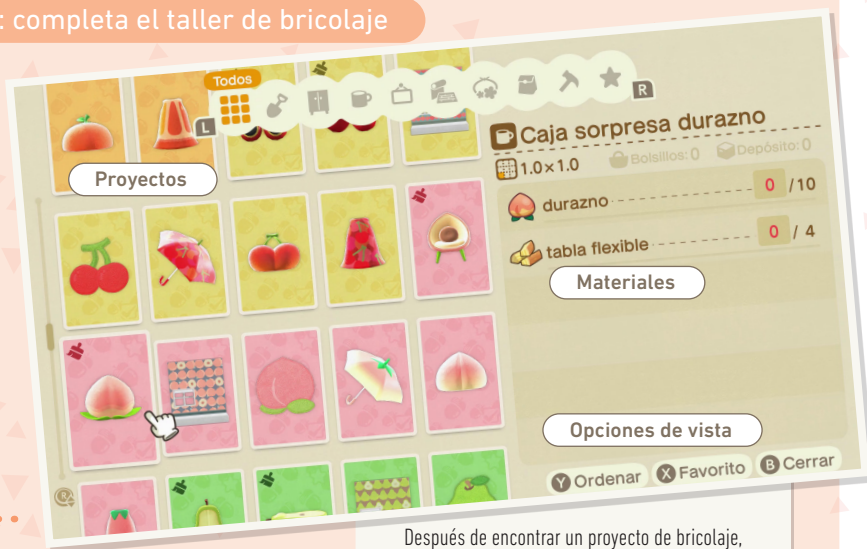 : completa el taller de bricolaje
Todos
L
R
Proyectos
Caja sorpresa durazno
1.0×1.0 Bolsillos: 0 Depósito: 0
durazno 0 /10
tabla flexible 0 / 4
Materiales
Opciones de vista
R
Y Ordenar X Favorito B Cerrar
Después de encontrar un proyecto de bricolaje,